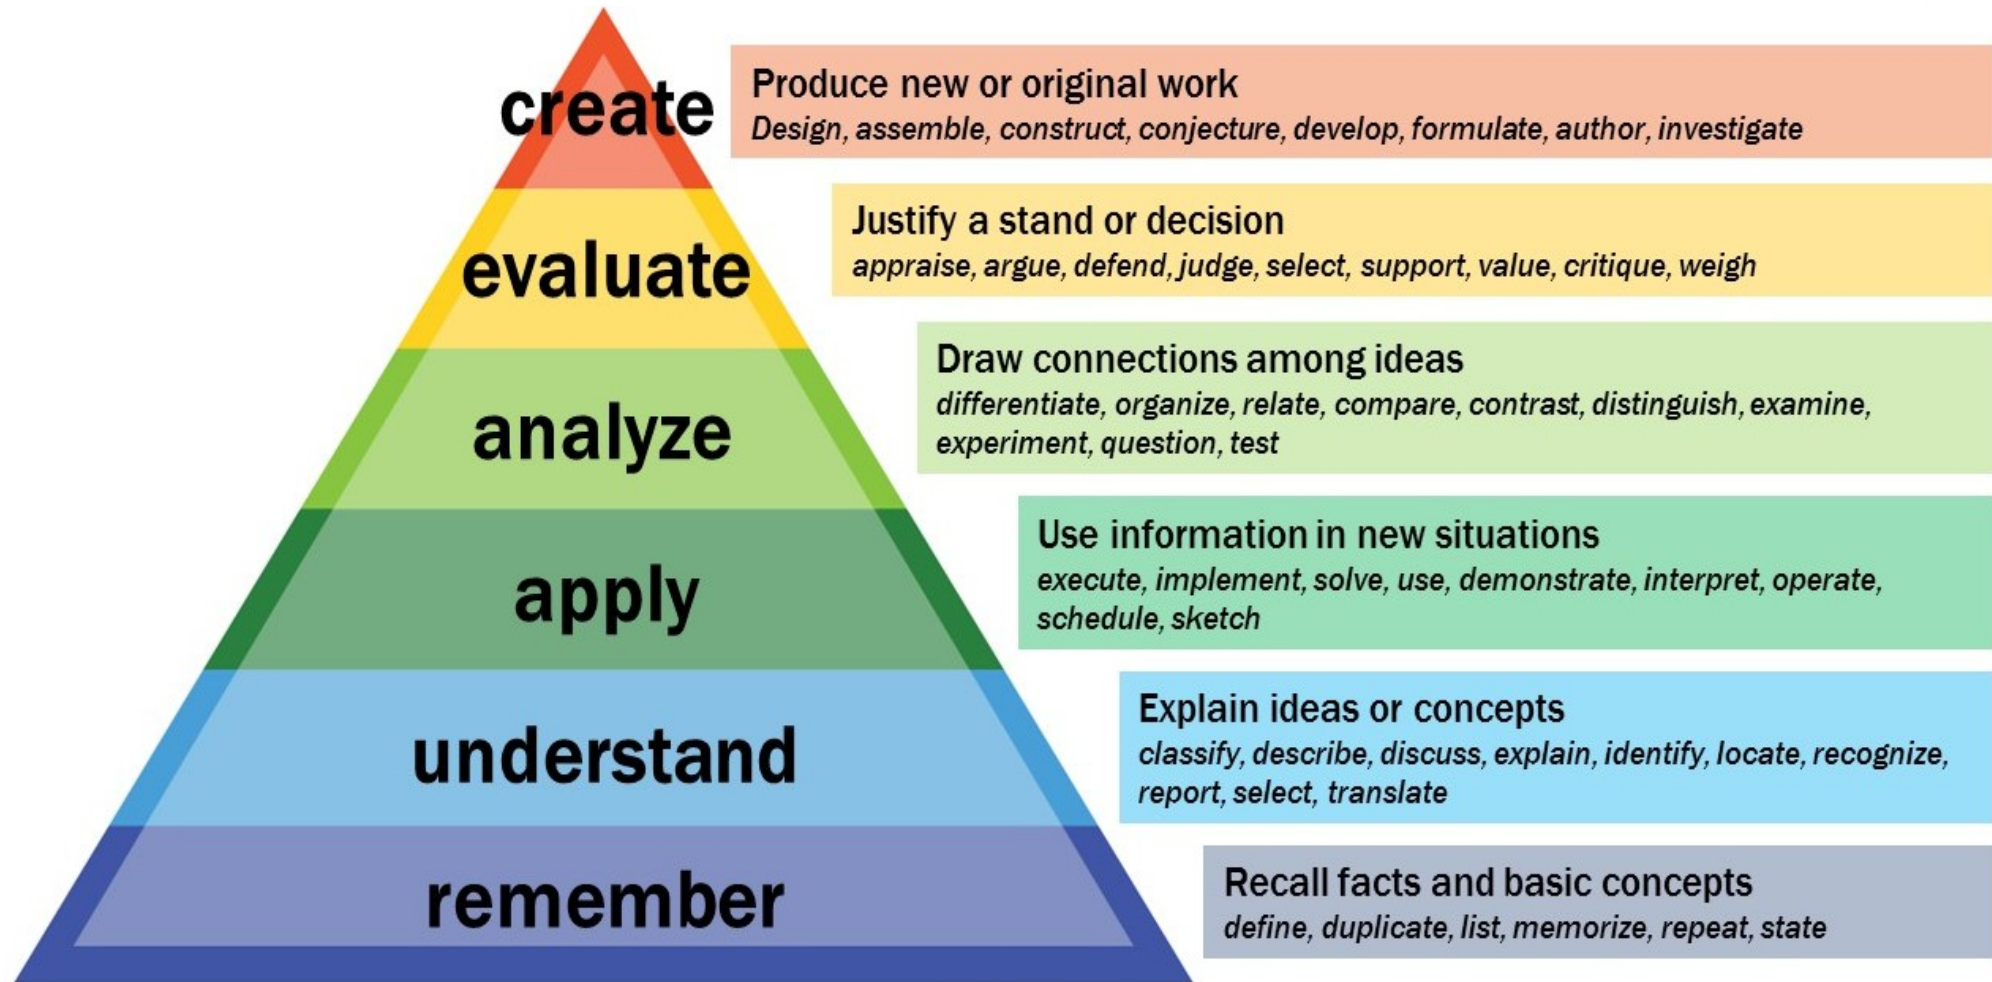 create
Produce new or original work
Design, assemble, construct, conjecture, develop, formulate, author, investigate
evaluate
Justify a stand or decision
appraise, argue, defend, judge, select, support, value, critique, weigh
analyze
Draw connections among ideas
differentiate, organize, relate, compare, contrast, distinguish, examine,
experiment, question, test
apply
Use information in new situations
execute, implement, solve, use, demonstrate, interpret, operate,
schedule, sketch
understand
Explain ideas or concepts
classify, describe, discuss, explain, identify, locate, recognize,
report, select, translate
remember
Recall facts and basic concepts
define, duplicate, list, memorize, repeat, state